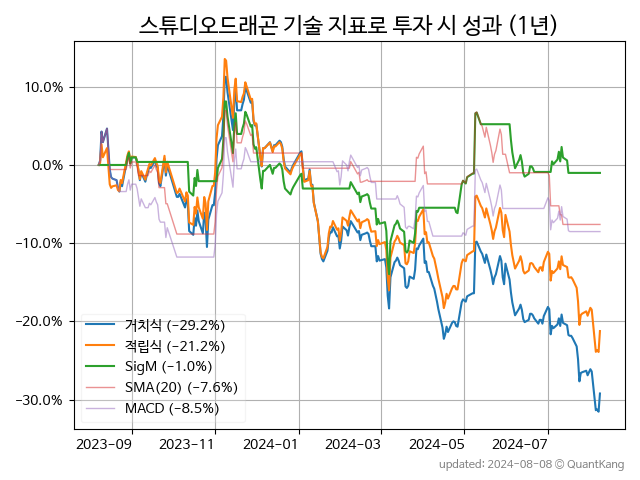 스튜디오드래곤 기술 지표로 투자 시 성과 (1년)
10.0%
0.0%
−10.0%
−20.0%
−30.0%
거치식 (−29.2%)
적립식 (−21.2%)
SigM (−1.0%)
SMA(20) (−7.6%)
MACD (−8.5%)
2023-09 2023-11 2024-01 2024-03 2024-05 2024-07
updated: 2024-08-08 © QuantKang